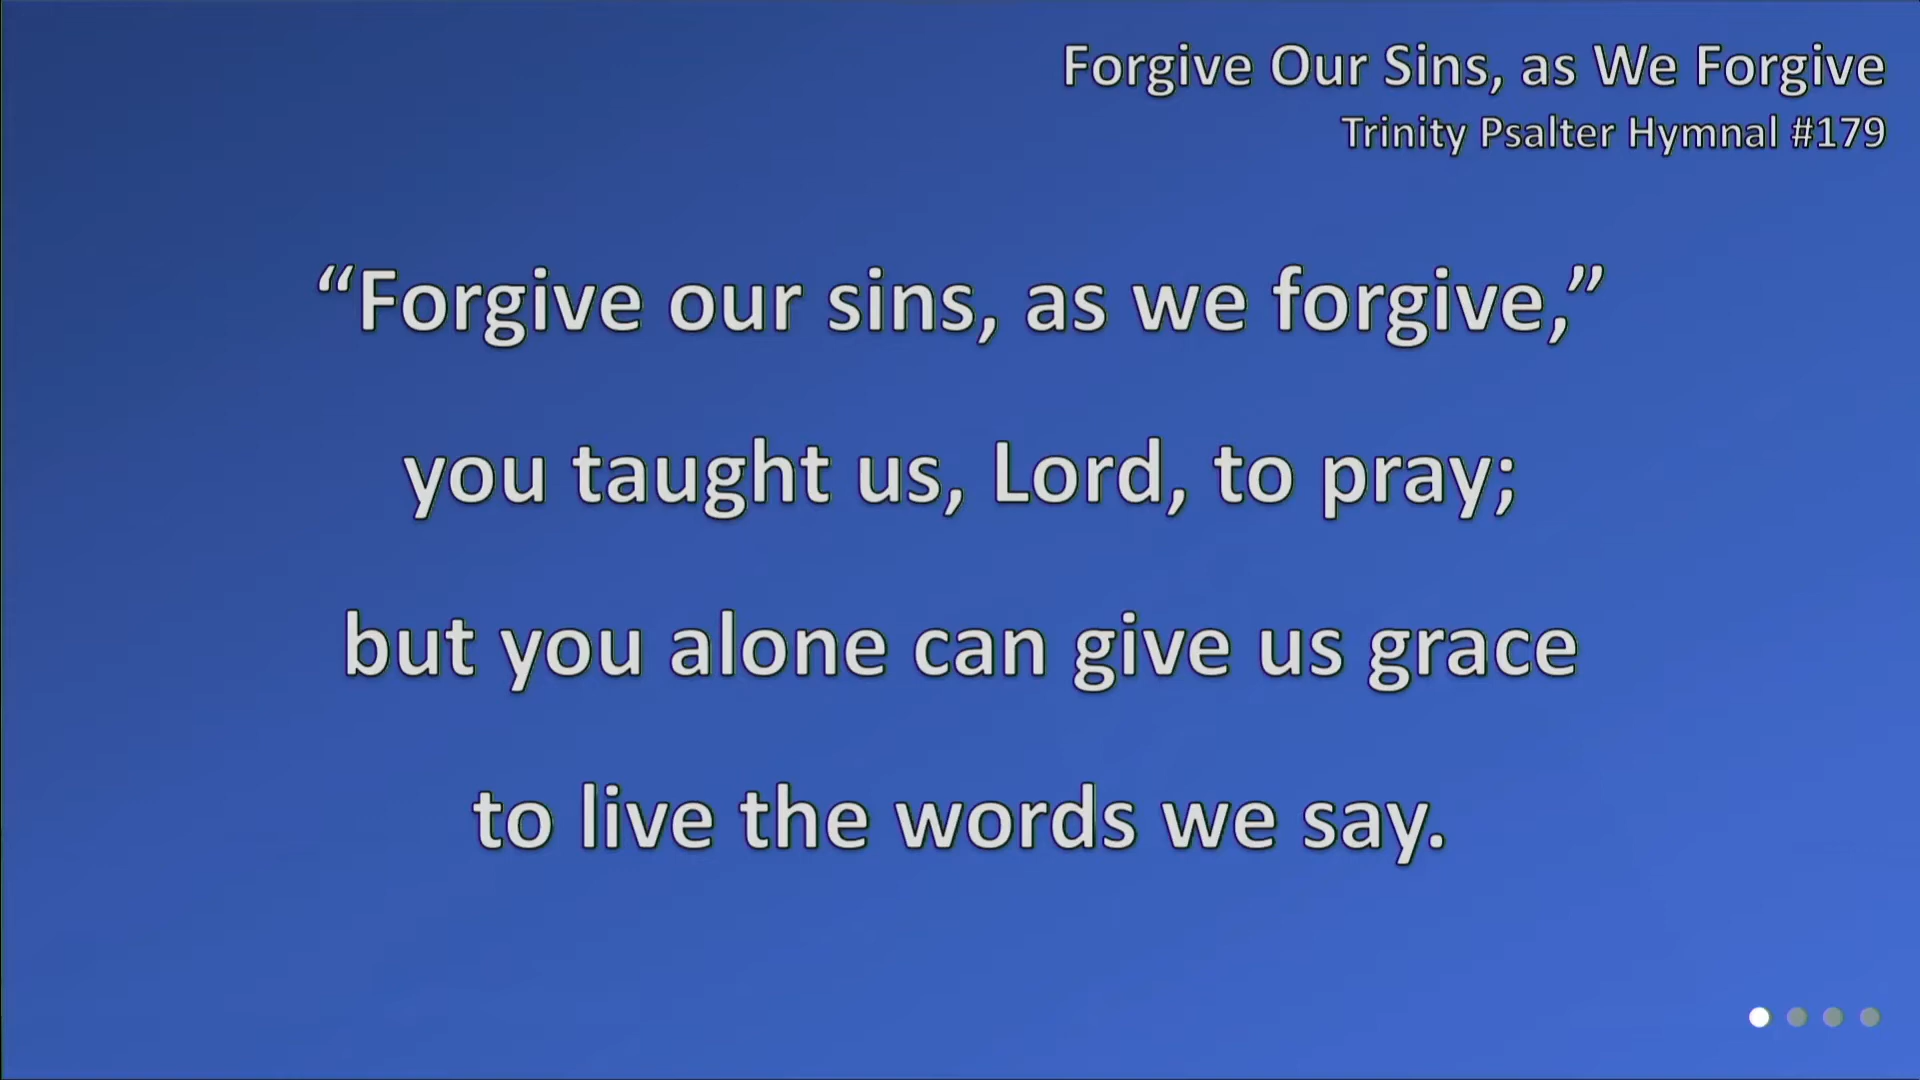 Forgive Our Sins, as We Forgive
Trinity Psalter Hymnal #179
“Forgive our sins, as we forgive,”
you taught us, Lord, to pray;
but you alone can give us grace
to live the words we say.